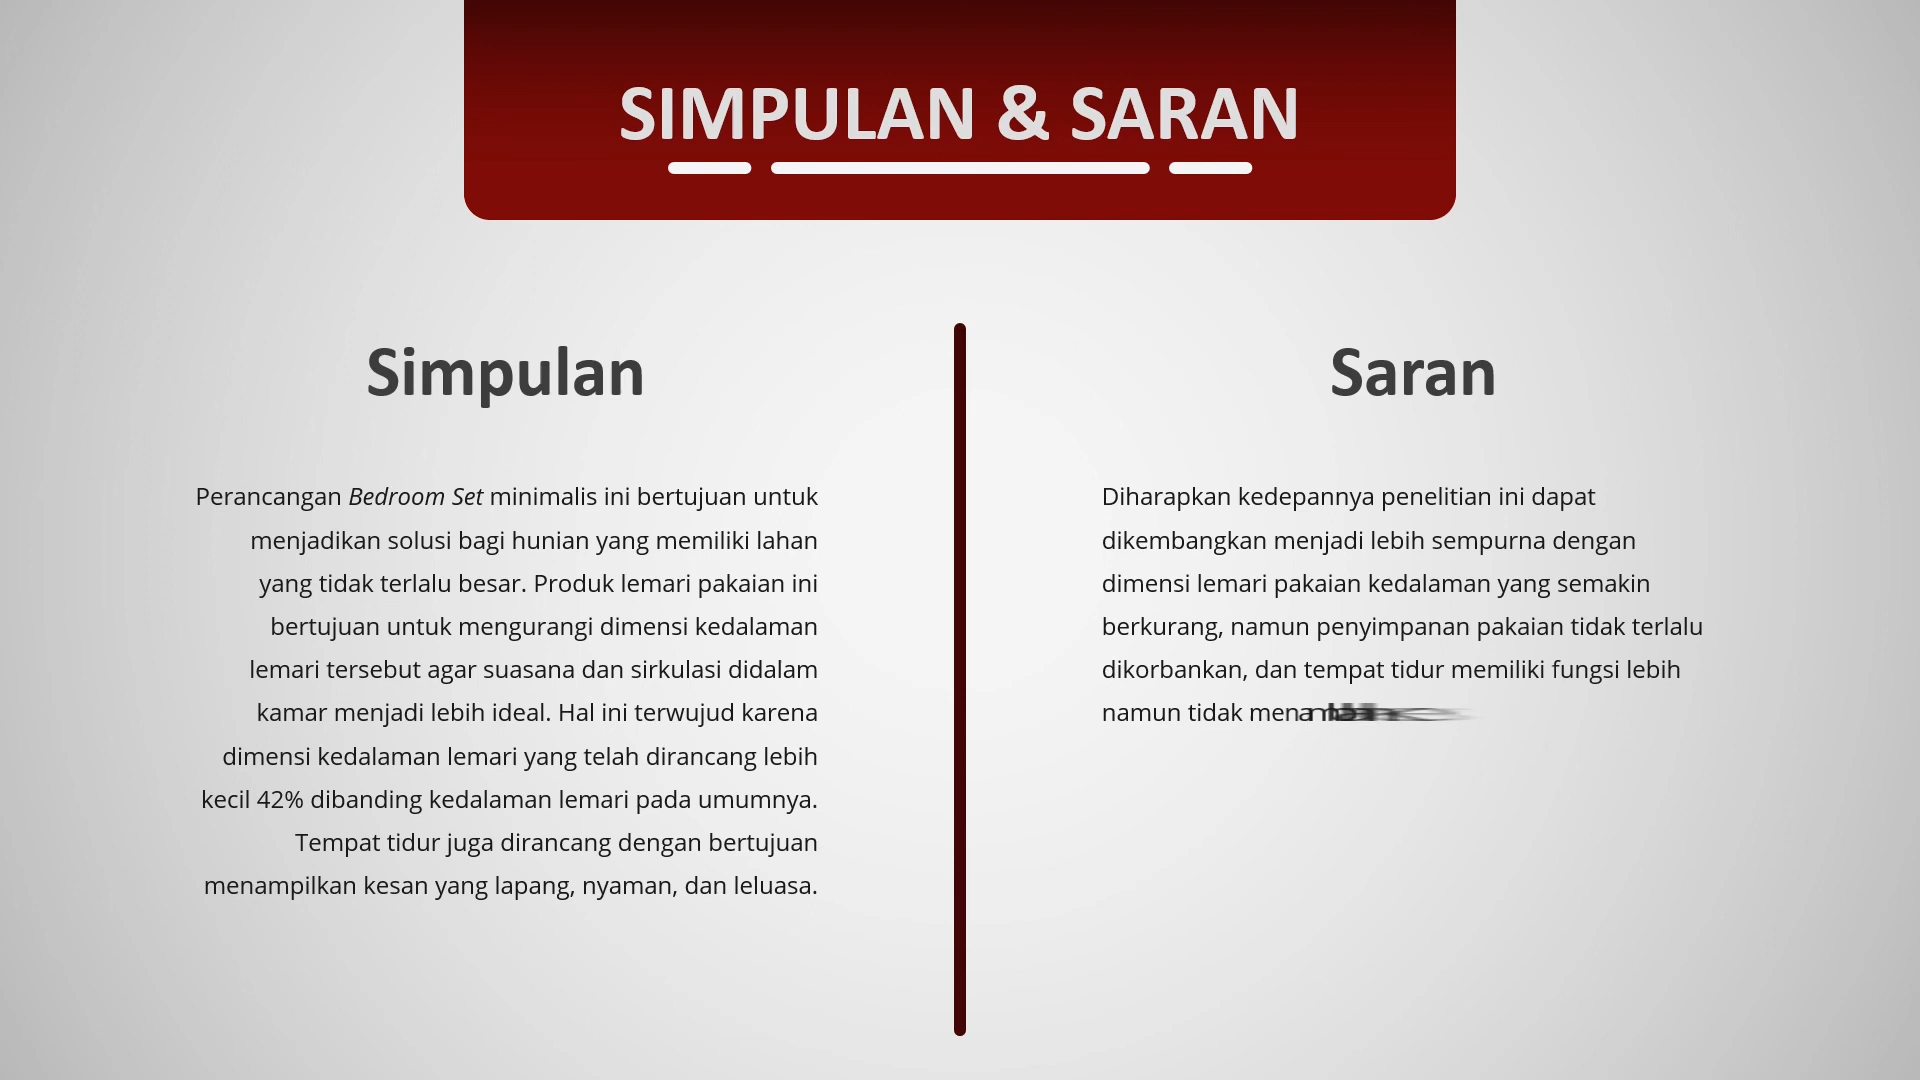 SIMPULAN & SARAN
Simpulan
Perancangan Bedroom Set minimalis ini bertujuan untuk
menjadikan solusi bagi hunian yang memiliki lahan
yang tidak terlalu besar. Produk lemari pakaian ini
bertujuan untuk mengurangi dimensi kedalaman
lemari tersebut agar suasana dan sirkulasi didalam
kamar menjadi lebih ideal. Hal ini terwujud karena
dimensi kedalaman lemari yang telah dirancang lebih
kecil 42% dibanding kedalaman lemari pada umumnya.
Tempat tidur juga dirancang dengan bertujuan
menampilkan kesan yang lapang, nyaman, dan leluasa.
Saran
Diharapkan kedepannya penelitian ini dapat
dikembangkan menjadi lebih sempurna dengan
dimensi lemari pakaian kedalaman yang semakin
berkurang, namun penyimpanan pakaian tidak terlalu
dikorbankan, dan tempat tidur memiliki fungsi lebih
namun tidak